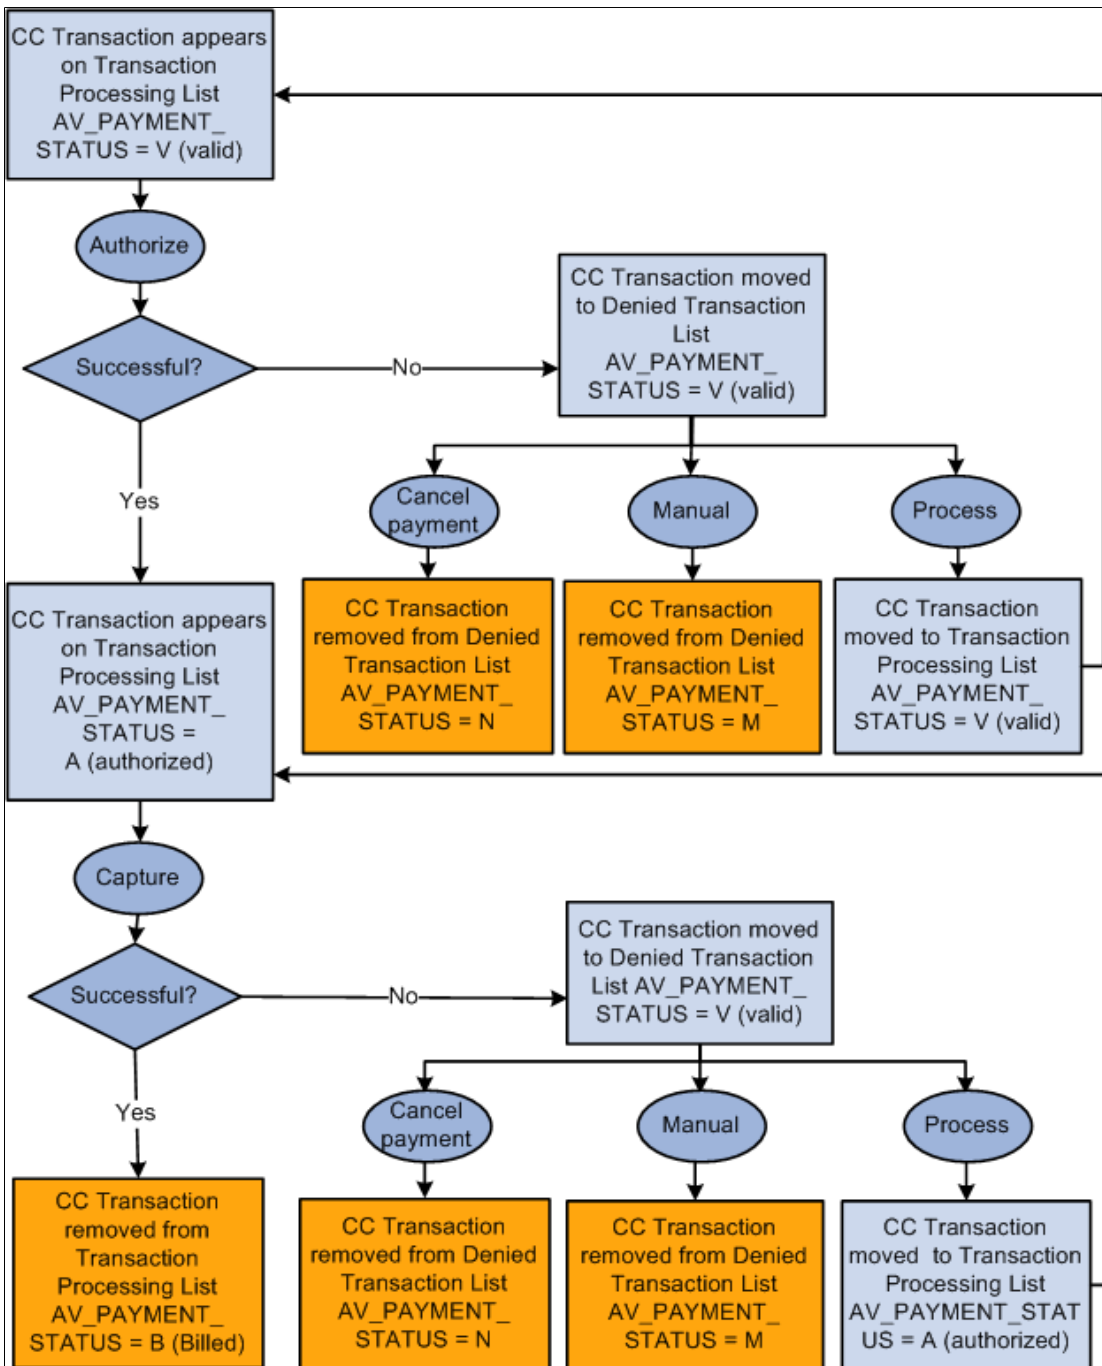 CC Transaction appears
on Transaction
Processing List
AV_PAYMENT_
STATUS = V (valid)
Authorize
Successful?
No
CC Transaction moved
to Denied Transaction
List
AV_PAYMENT_
STATUS = V (valid)
Yes
Cancel
payment
Manual
Process
CC Transaction appears
on Transaction
Processing List
AV_PAYMENT_
STATUS =
A (authorized)
CC Transaction
removed from Denied
Transaction List
AV_PAYMENT_
STATUS = N
CC Transaction
removed from Denied
Transaction List
AV_PAYMENT_
STATUS = M
CC Transaction
moved to Transaction
Processing List
AV_PAYMENT_
STATUS = V (valid)
Capture
Successful?
No
CC Transaction moved
to Denied Transaction
List AV_PAYMENT_
STATUS = V (valid)
Yes
Cancel
payment
Manual
Process
CC Transaction
removed from
Transaction
Processing List
AV_PAYMENT_
STATUS = B (Billed)
CC Transaction
removed from Denied
Transaction List
AV_PAYMENT_
STATUS = N
CC Transaction
removed from Denied
Transaction List
AV_PAYMENT_
STATUS = M
CC Transaction
moved to Transaction
Processing List
AV_PAYMENT_STAT
US = A (authorized)